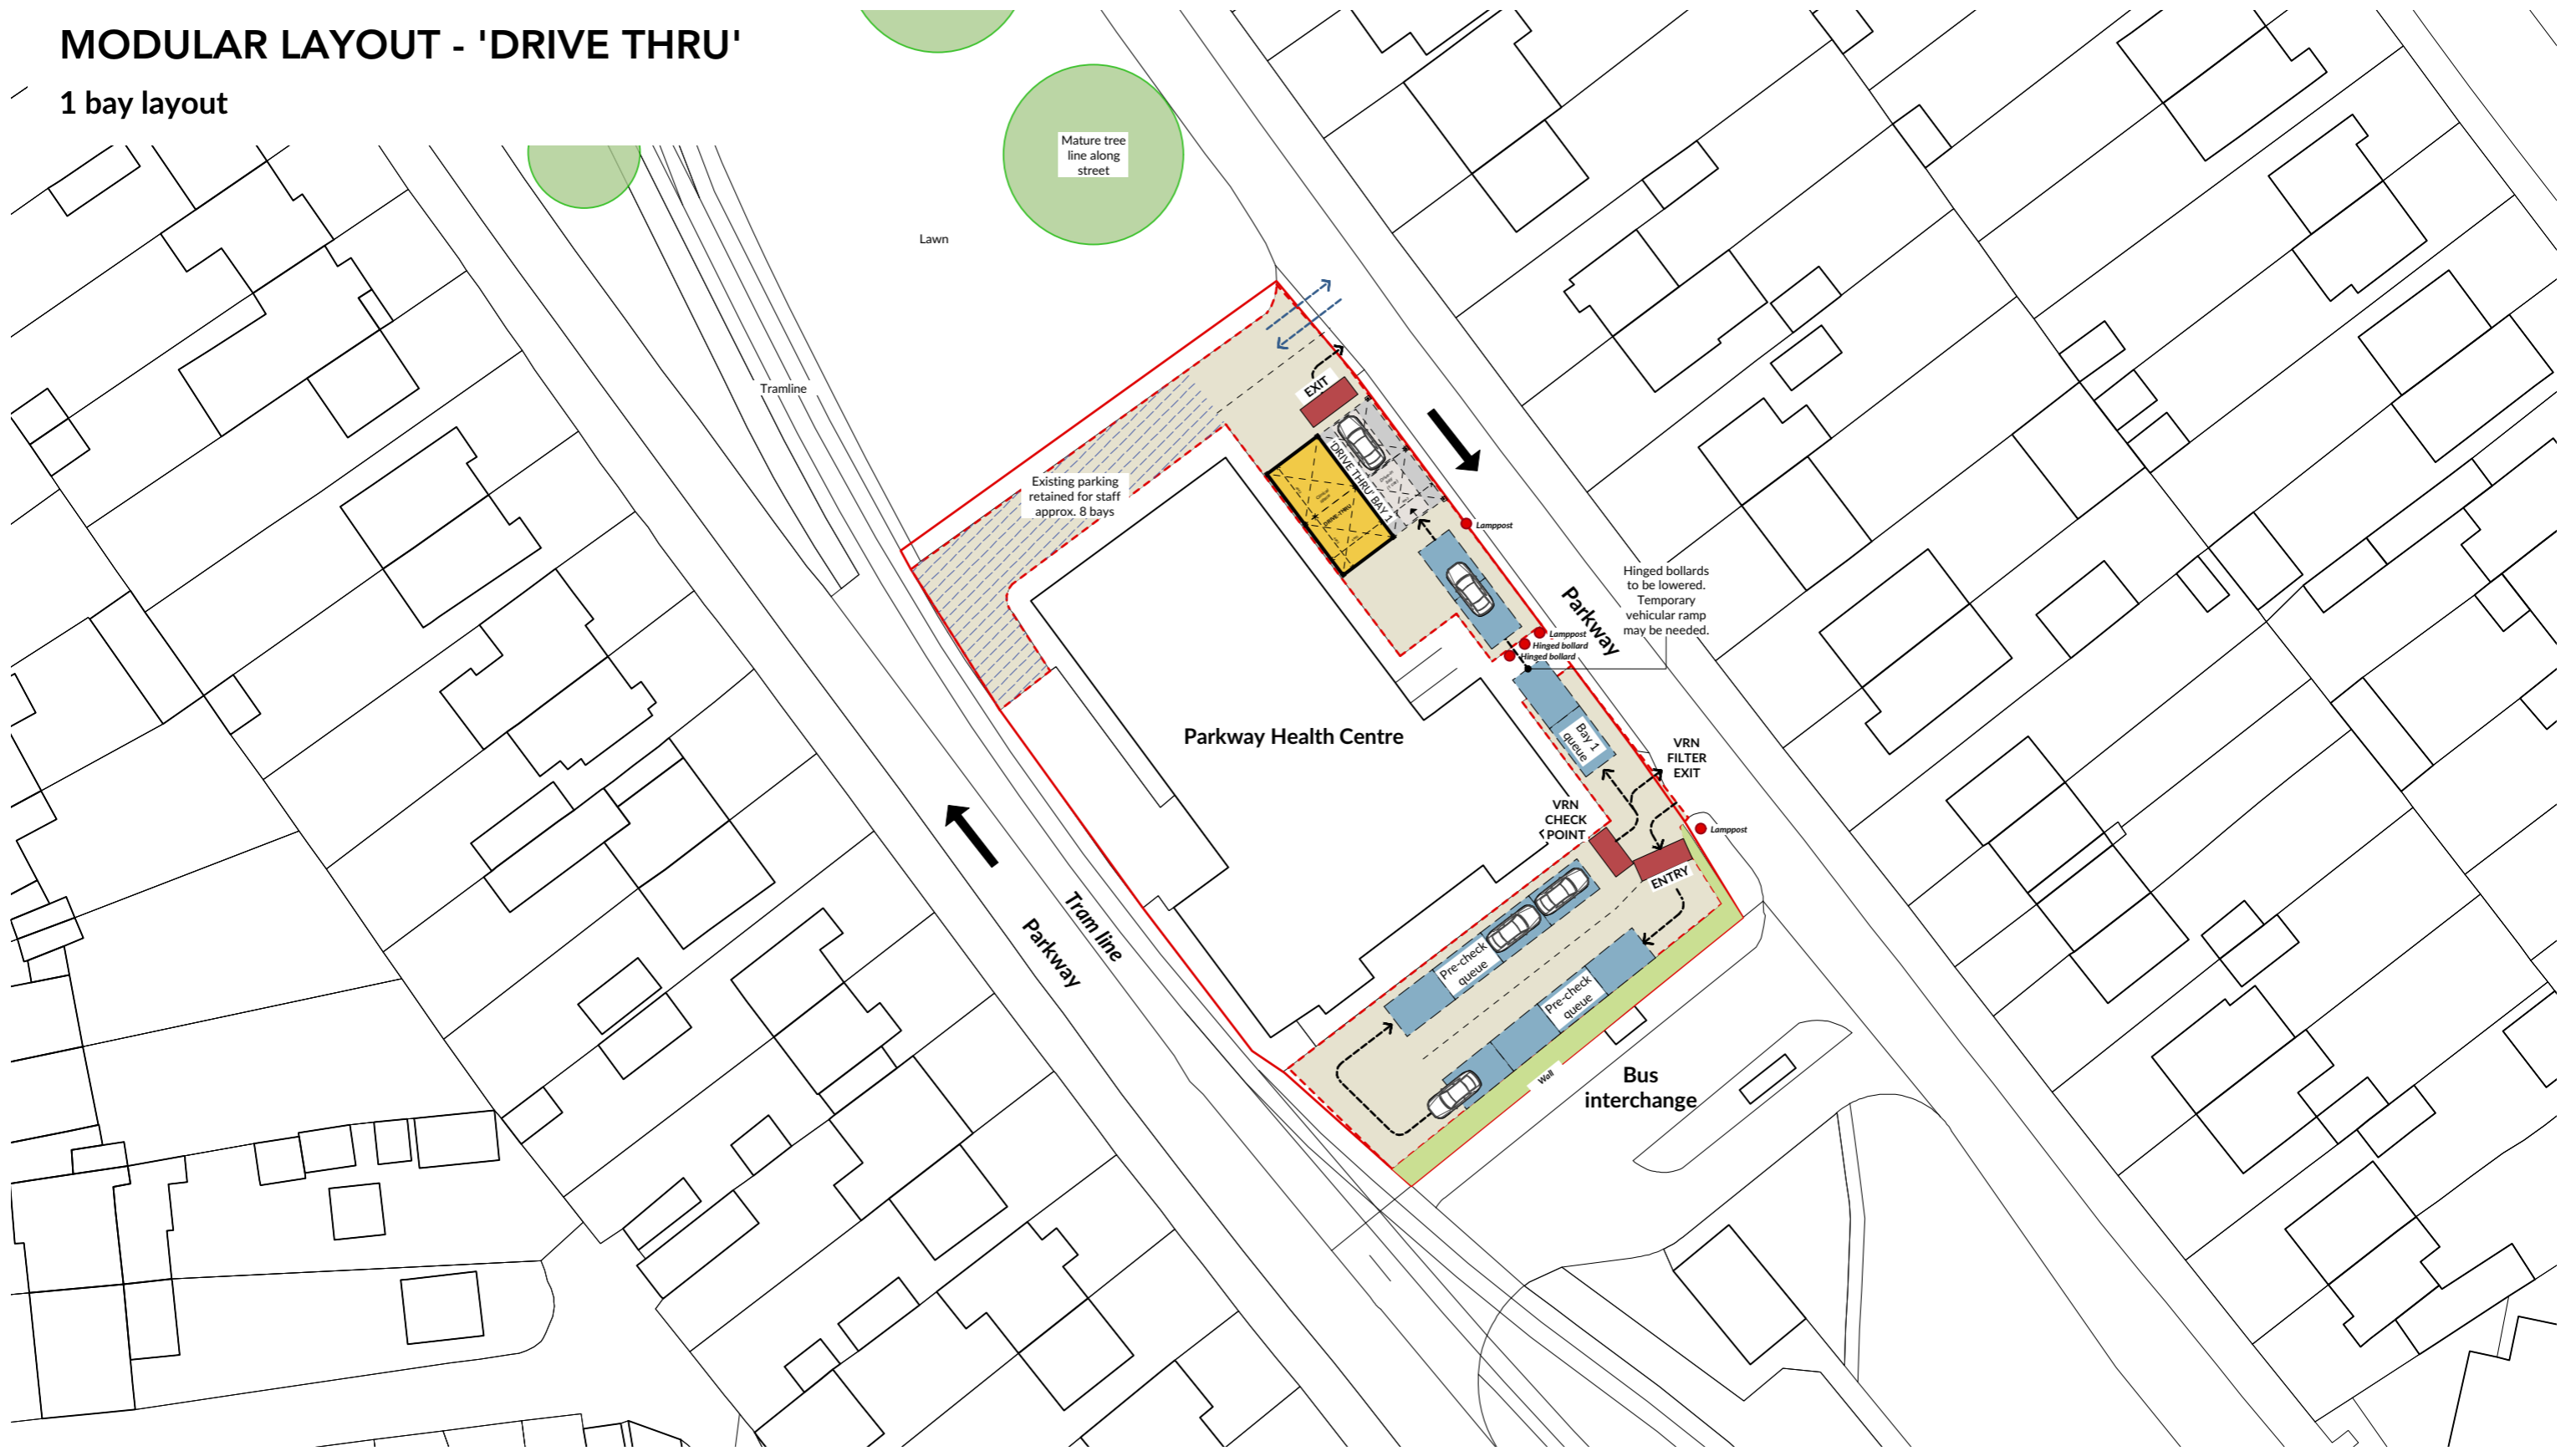 MODULAR LAYOUT - 'DRIVE THRU'
1 bay layout
Mature tree
line along
street
Lawn
Tramline
EXIT
'DRIVE THRU' BAY 1
DRIVE-THRU
Existing parking
retained for staff
approx. 8 bays
Lamppost
Hinged bollards
to be lowered.
Temporary
vehicular ramp
may be needed.
Parkway
Lamppost
Hinged bollard
Hinged bollard
Parkway Health Centre
Bay 1
queue
VRN
FILTER
EXIT
VRN
CHECK
POINT
Lamppost
ENTRY
Tram line
Parkway
Pre-check
queue
Pre-check
queue
Wall
Bus
interchange